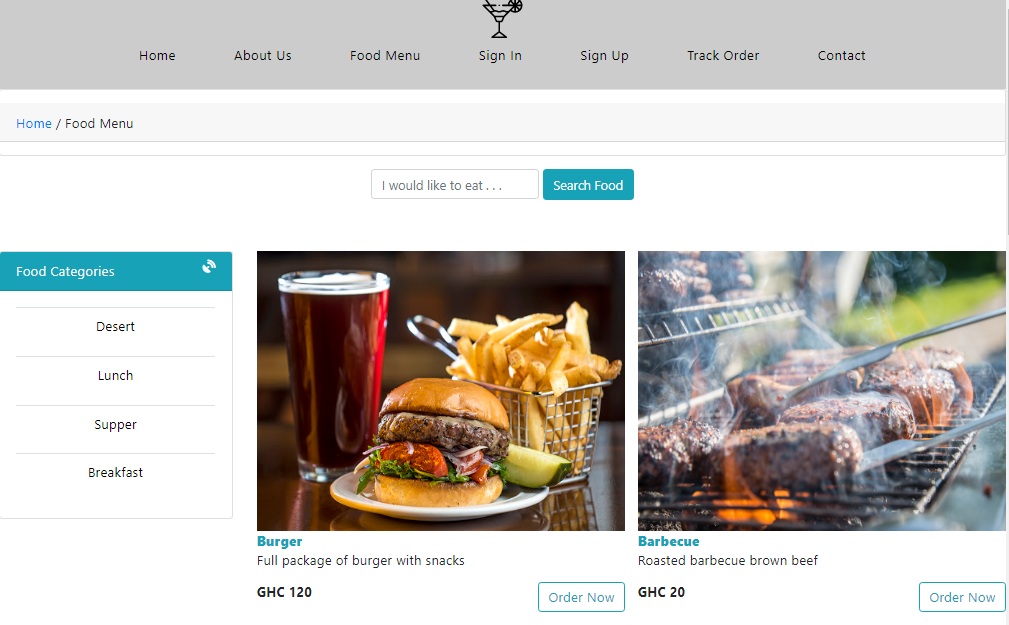 Home About Us Food Menu Sign In Sign Up Track Order Contact
Home / Food Menu
I would like to eat . . . Search Food
Food Categories
Desert
Lunch
Supper
Breakfast
Burger
Full package of burger with snacks
GHC 120 Order Now
Barbecue
Roasted barbecue brown beef
GHC 20 Order Now